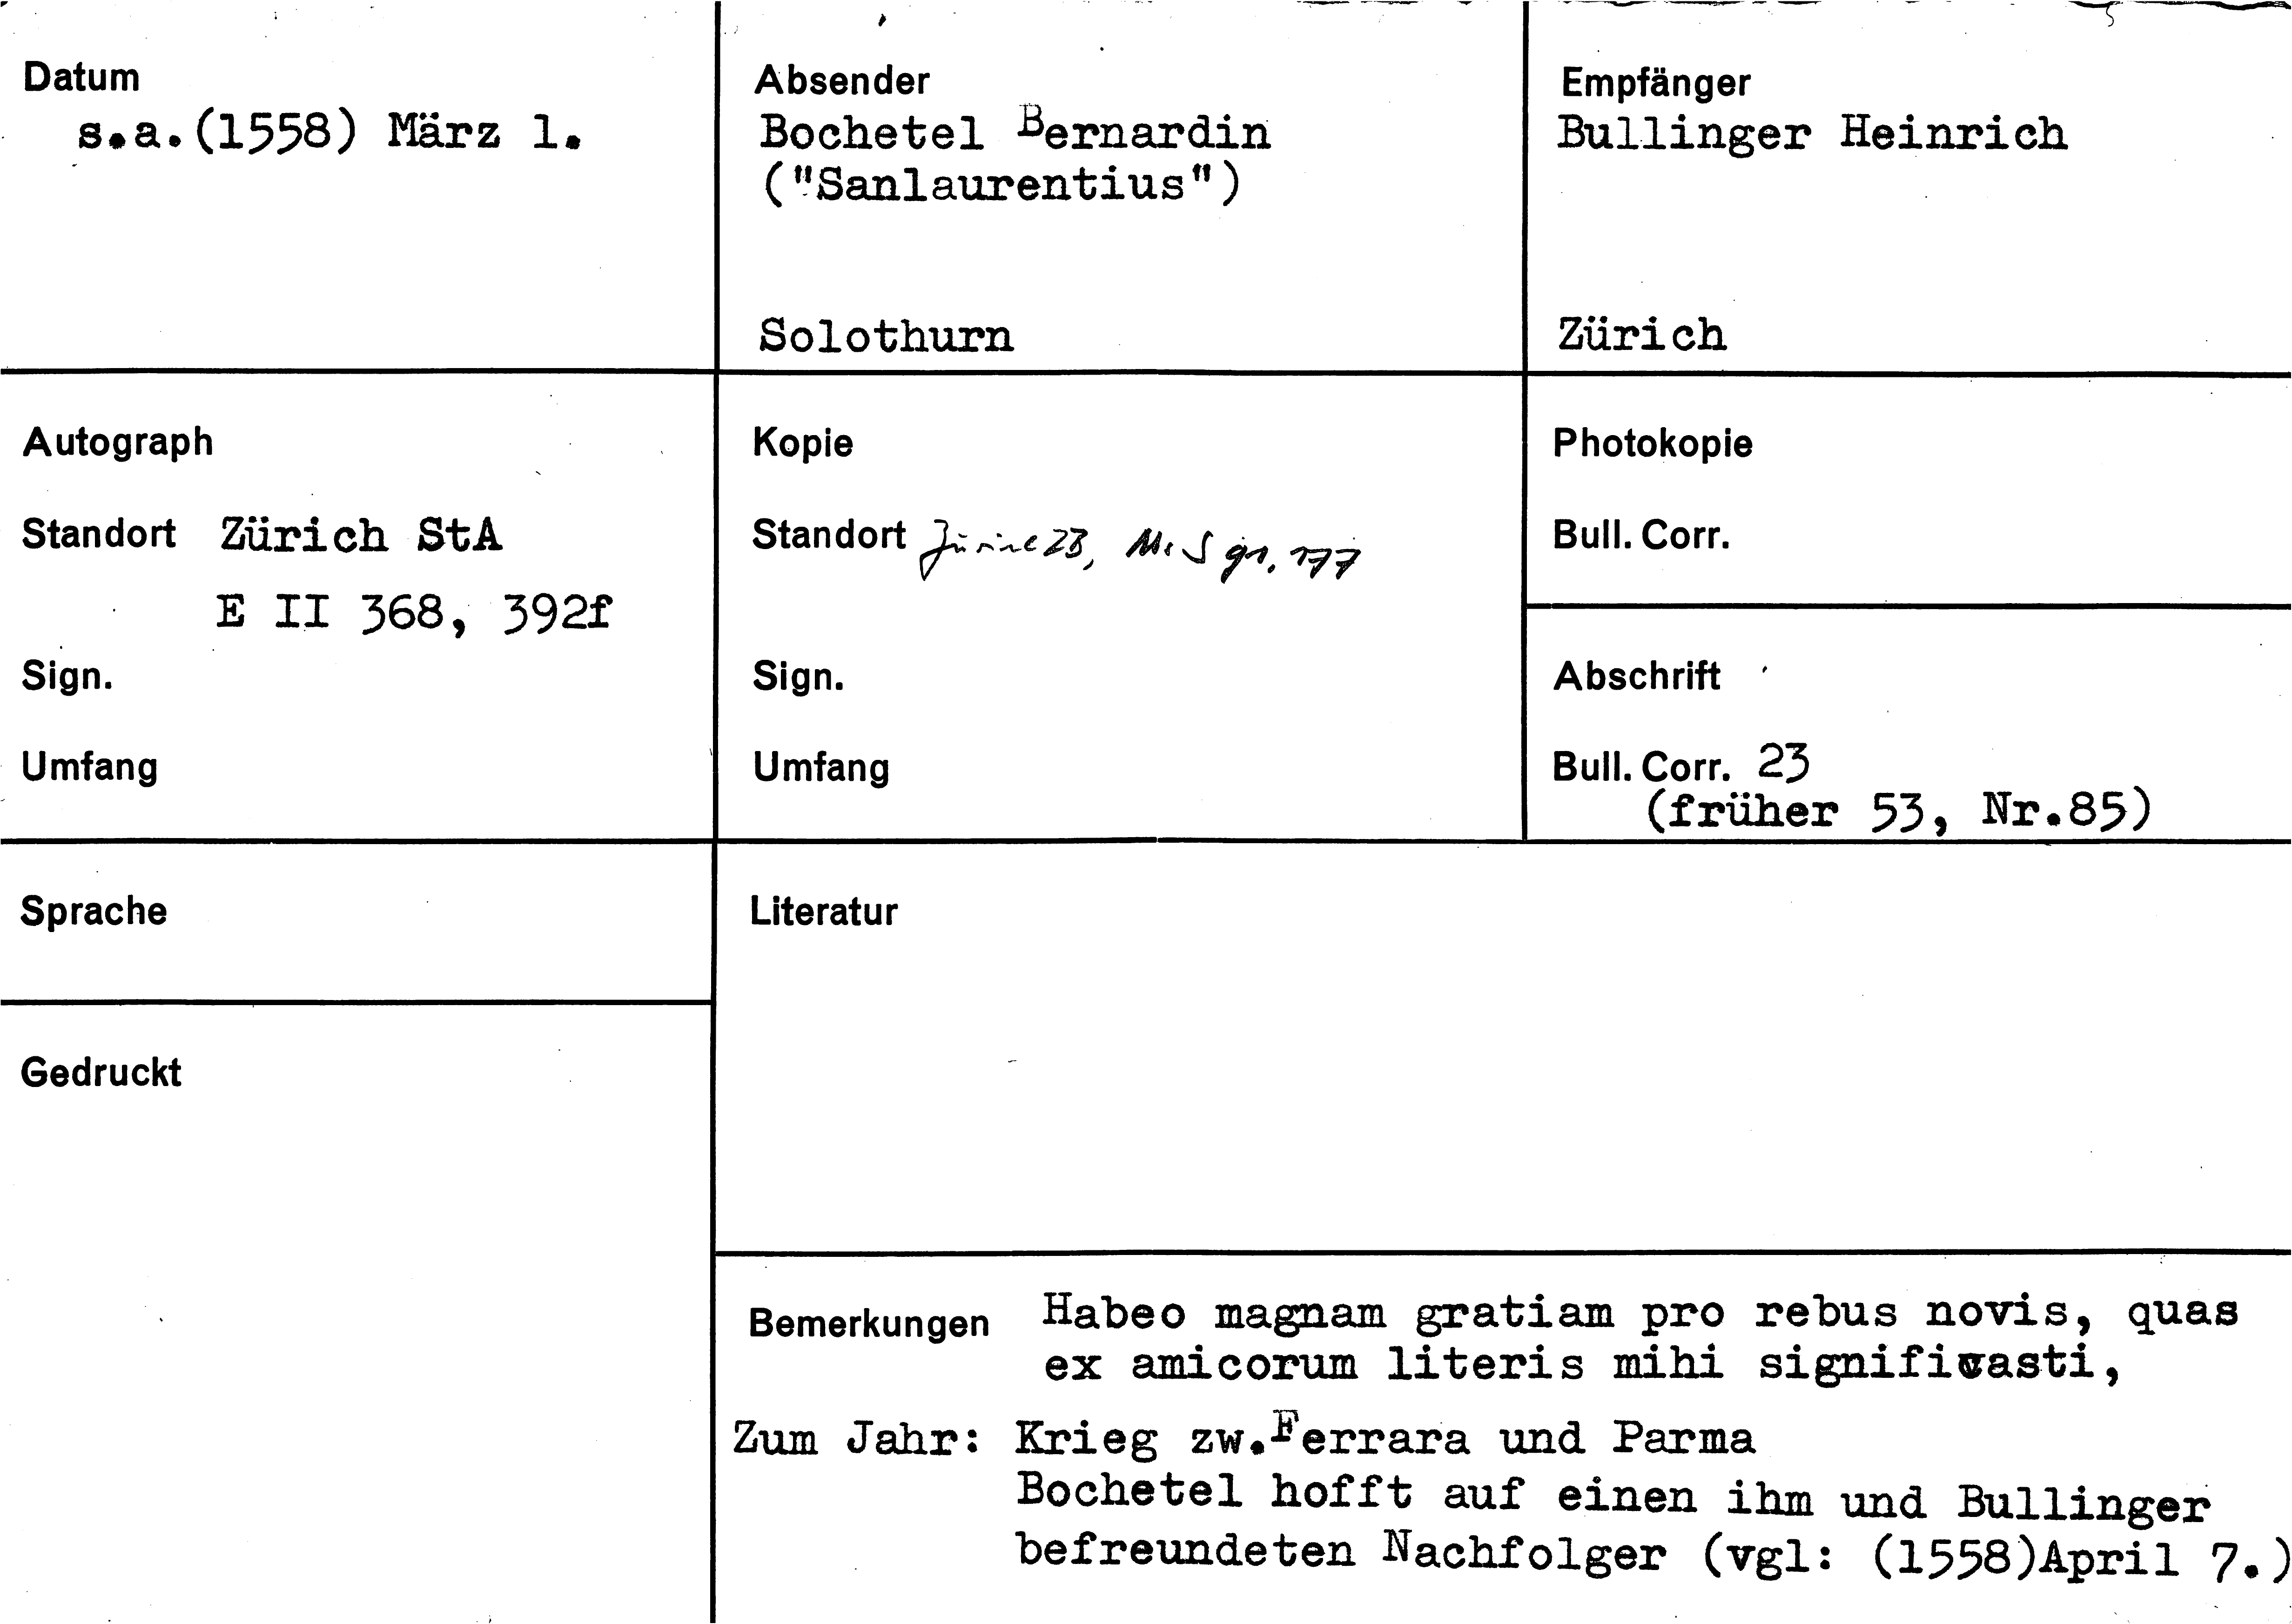 Datum
s.a.(1558) März 1.
Absender
Bochetel Bernardin
("Sanlaurentius")
Solothurn
Empfänger
Bullinger Heinrich
Zürich
Autograph
Standort Zürich StA
E II 368, 392f
Sign.
Umfang
Kopie
Standort Zürich ZB, Ms S 91, 177
Sign.
Umfang
Photokopie
Bull. Corr.
Abschrift
Bull. Corr. 23
(früher 53, Nr.85)
Sprache
Gedruckt
Literatur
Bemerkungen Habeo magnam gratiam pro rebus novis, quas
ex amicorum literis mihi significasti,
Zum Jahr: Krieg zw.Ferrara und Parma
Bochetel hofft auf einen ihm und Bullinger
befreundeten Nachfolger (vgl: (1558)April 7.)